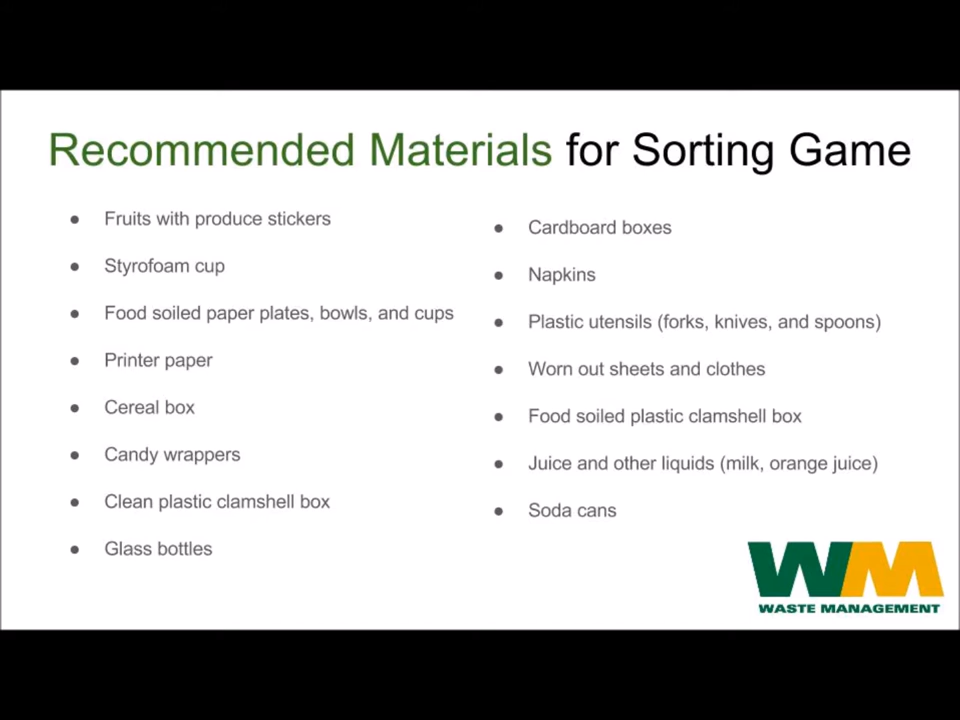 Recommended Materials for Sorting Game
● Fruits with produce stickers
● Styrofoam cup
● Food soiled paper plates, bowls, and cups
● Printer paper
● Cereal box
● Candy wrappers
● Clean plastic clamshell box
● Glass bottles
● Cardboard boxes
● Napkins
● Plastic utensils (forks, knives, and spoons)
● Worn out sheets and clothes
● Food soiled plastic clamshell box
● Juice and other liquids (milk, orange juice)
● Soda cans
WM
WASTE MANAGEMENT